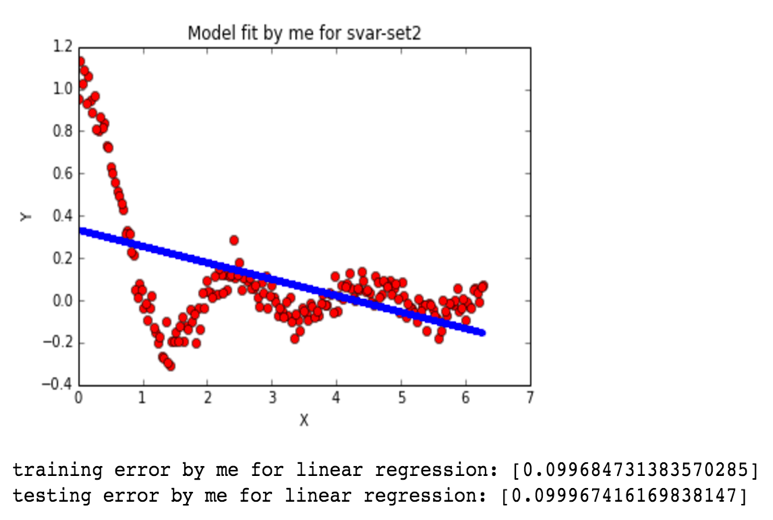 Model fit by me for svar-set2
1.2
1.0
0.8
0.6
0.4
0.2
0.0
−0.2
−0.4
Y
0 1 2 3 4 5 6 7
X
training error by me for linear regression: [0.099684731383570285]
testing error by me for linear regression: [0.099967416169838147]